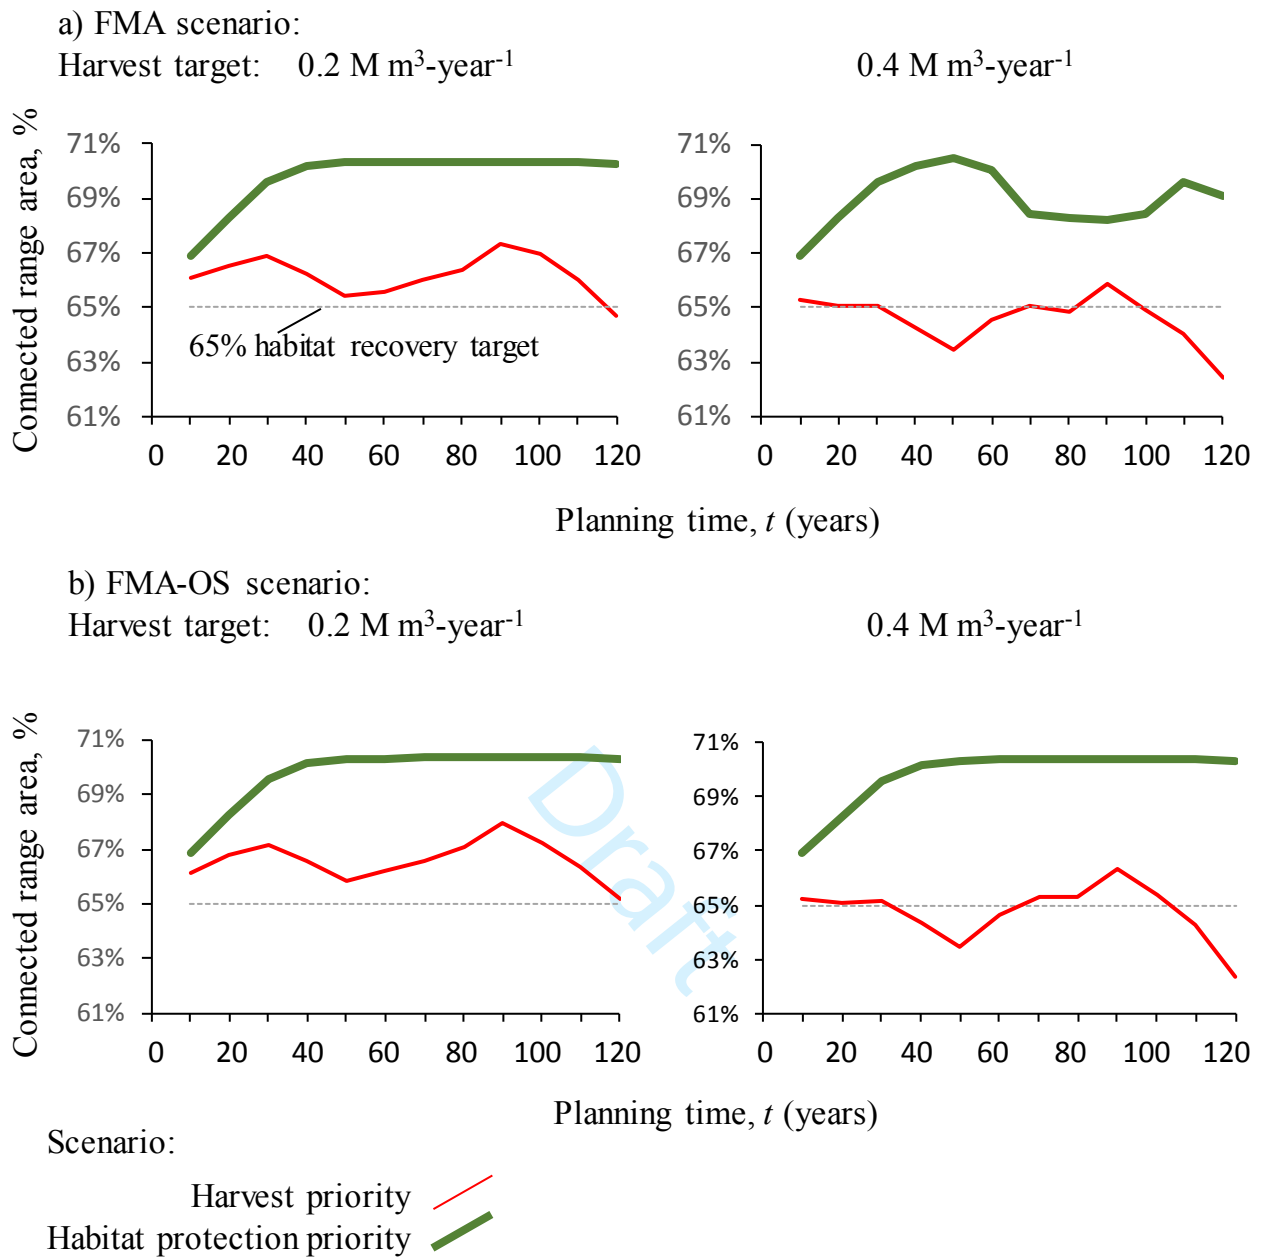 a) FMA scenario:
Harvest target: 0.2 M m³-year⁻¹ 0.4 M m³-year⁻¹
Connected range area, %
71%
69%
67%
65%
63%
61%
65% habitat recovery target
0 20 40 60 80 100 120
71%
69%
67%
65%
63%
61%
0 20 40 60 80 100 120
Planning time, t (years)
b) FMA-OS scenario:
Harvest target: 0.2 M m³-year⁻¹ 0.4 M m³-year⁻¹
Connected range area, %
71%
69%
67%
65%
63%
61%
0 20 40 60 80 100 120
Draft
71%
69%
67%
65%
63%
61%
0 20 40 60 80 100 120
Planning time, t (years)
Scenario:
Harvest priority
Habitat protection priority